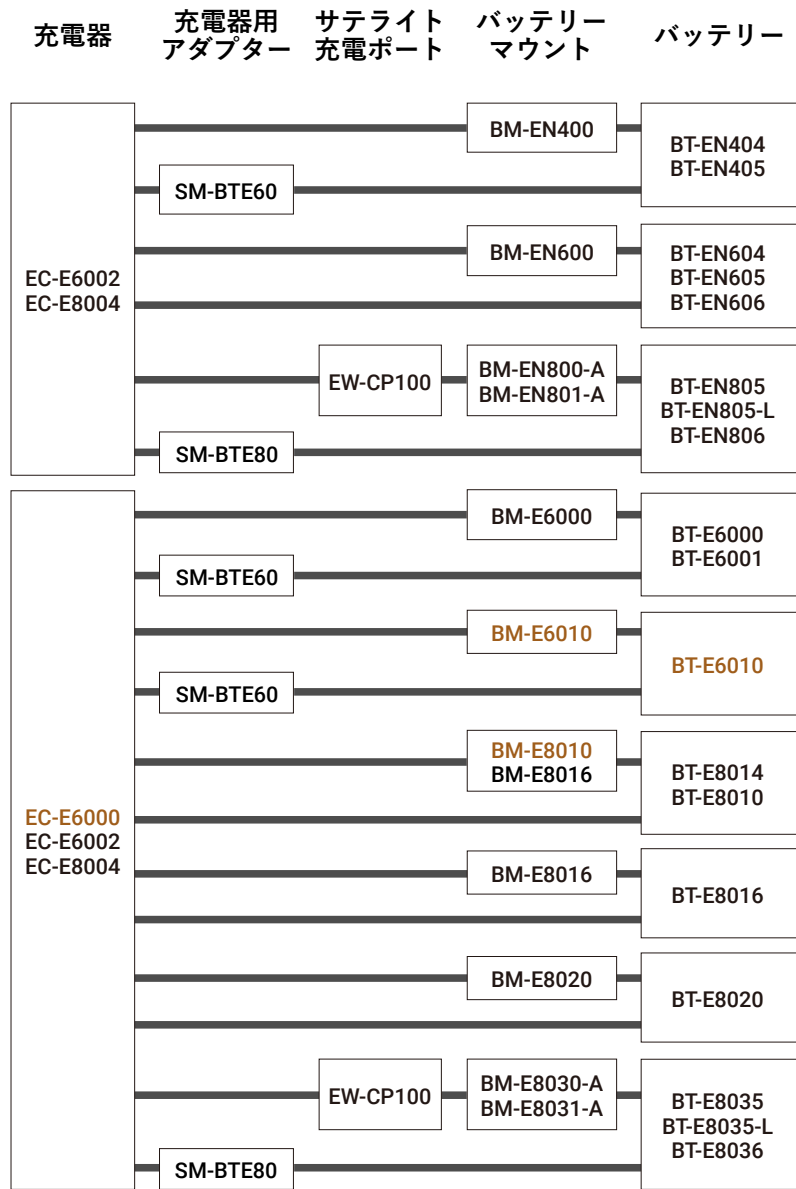 充電器
充電器用
アダプター
サテライト
充電ポート
バッテリー
マウント
バッテリー
EC-E6002
EC-E8004
BM-EN400
SM-BTE60
BT-EN404
BT-EN405
BM-EN600
BT-EN604
BT-EN605
BT-EN606
EW-CP100
BM-EN800-A
BM-EN801-A
SM-BTE80
BT-EN805
BT-EN805-L
BT-EN806
EC-E6000
EC-E6002
EC-E8004
BM-E6000
SM-BTE60
BT-E6000
BT-E6001
BM-E6010
SM-BTE60
BT-E6010
BM-E8010
BM-E8016
BT-E8014
BT-E8010
BM-E8016
BT-E8016
BM-E8020
BT-E8020
EW-CP100
BM-E8030-A
BM-E8031-A
SM-BTE80
BT-E8035
BT-E8035-L
BT-E8036